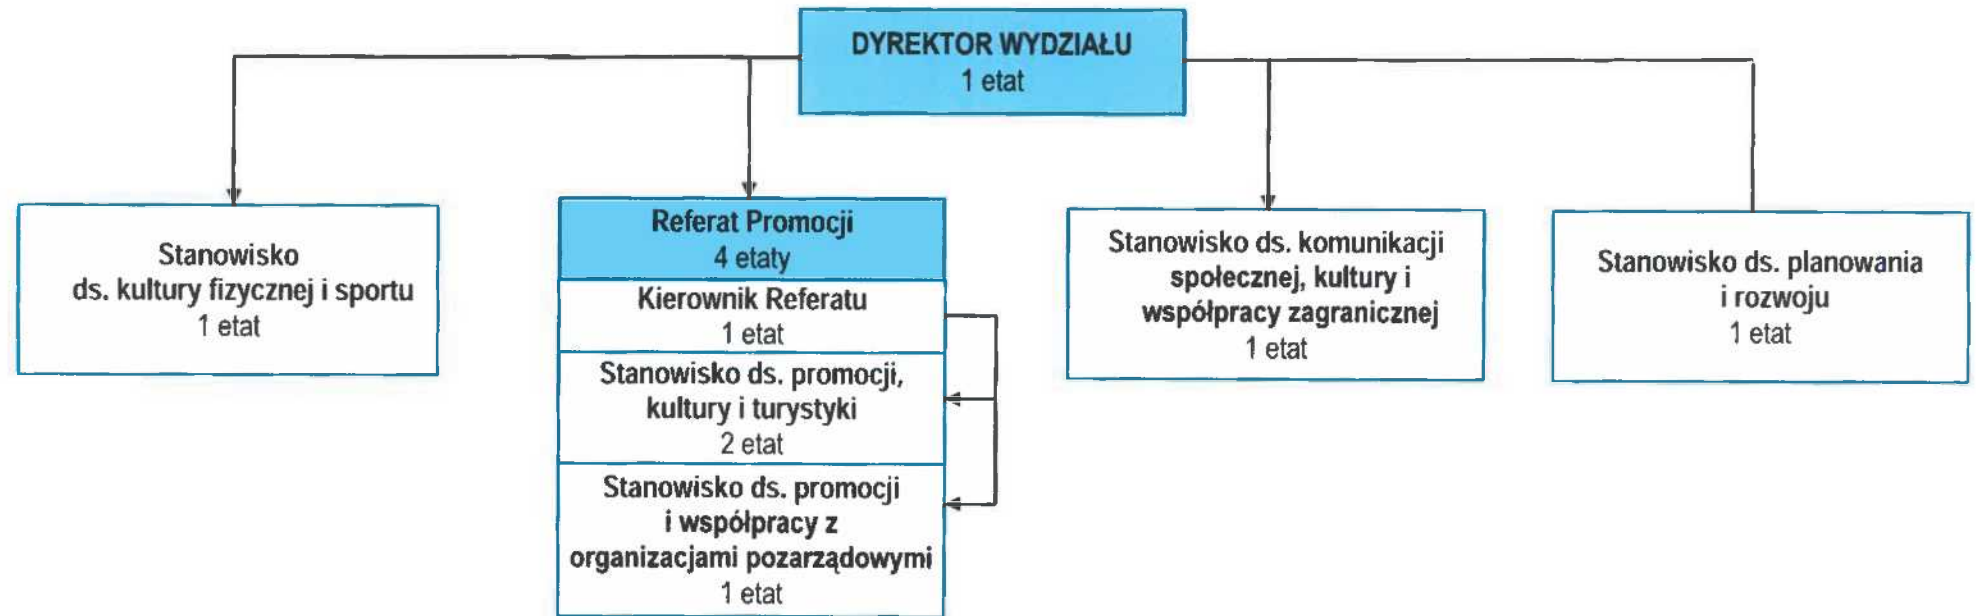 DYREKTOR WYDZIAŁU
1 etat
Stanowisko
ds. kultury fizycznej i sportu
1 etat
Referat Promocji
4 etaty
Kierownik Referatu
1 etat
Stanowisko ds. promocji,
kultury i turystyki
2 etat
Stanowisko ds. promocji
i współpracy z
organizacjami pozarządowymi
1 etat
Stanowisko ds. komunikacji
społecznej, kultury i
współpracy zagranicznej
1 etat
Stanowisko ds. planowania
i rozwoju
1 etat